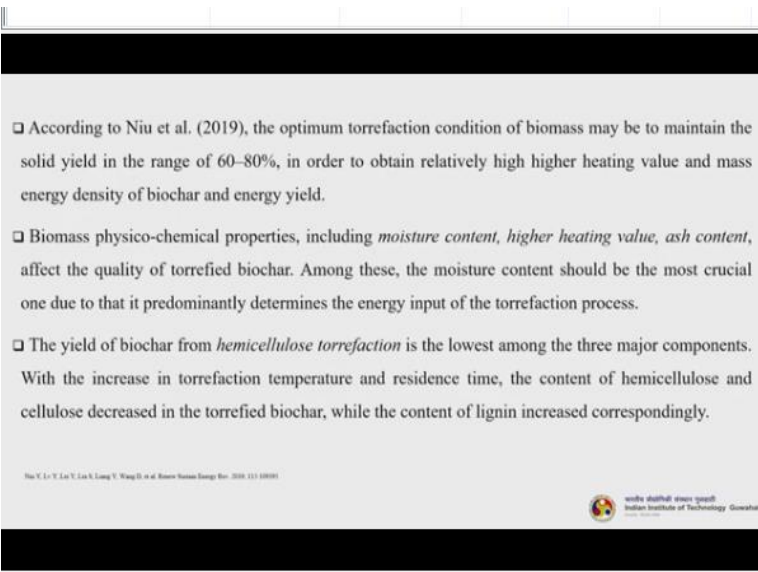 ❑ According to Niu et al. (2019), the optimum torrefaction condition of biomass may be to maintain the
solid yield in the range of 60–80%, in order to obtain relatively high higher heating value and mass
energy density of biochar and energy yield.
❑ Biomass physico-chemical properties, including moisture content, higher heating value, ash content,
affect the quality of torrefied biochar. Among these, the moisture content should be the most crucial
one due to that it predominantly determines the energy input of the torrefaction process.
❑ The yield of biochar from hemicellulose torrefaction is the lowest among the three major components.
With the increase in torrefaction temperature and residence time, the content of hemicellulose and
cellulose decreased in the torrefied biochar, while the content of lignin increased correspondingly.
Indian Institute of Technology Guwahat